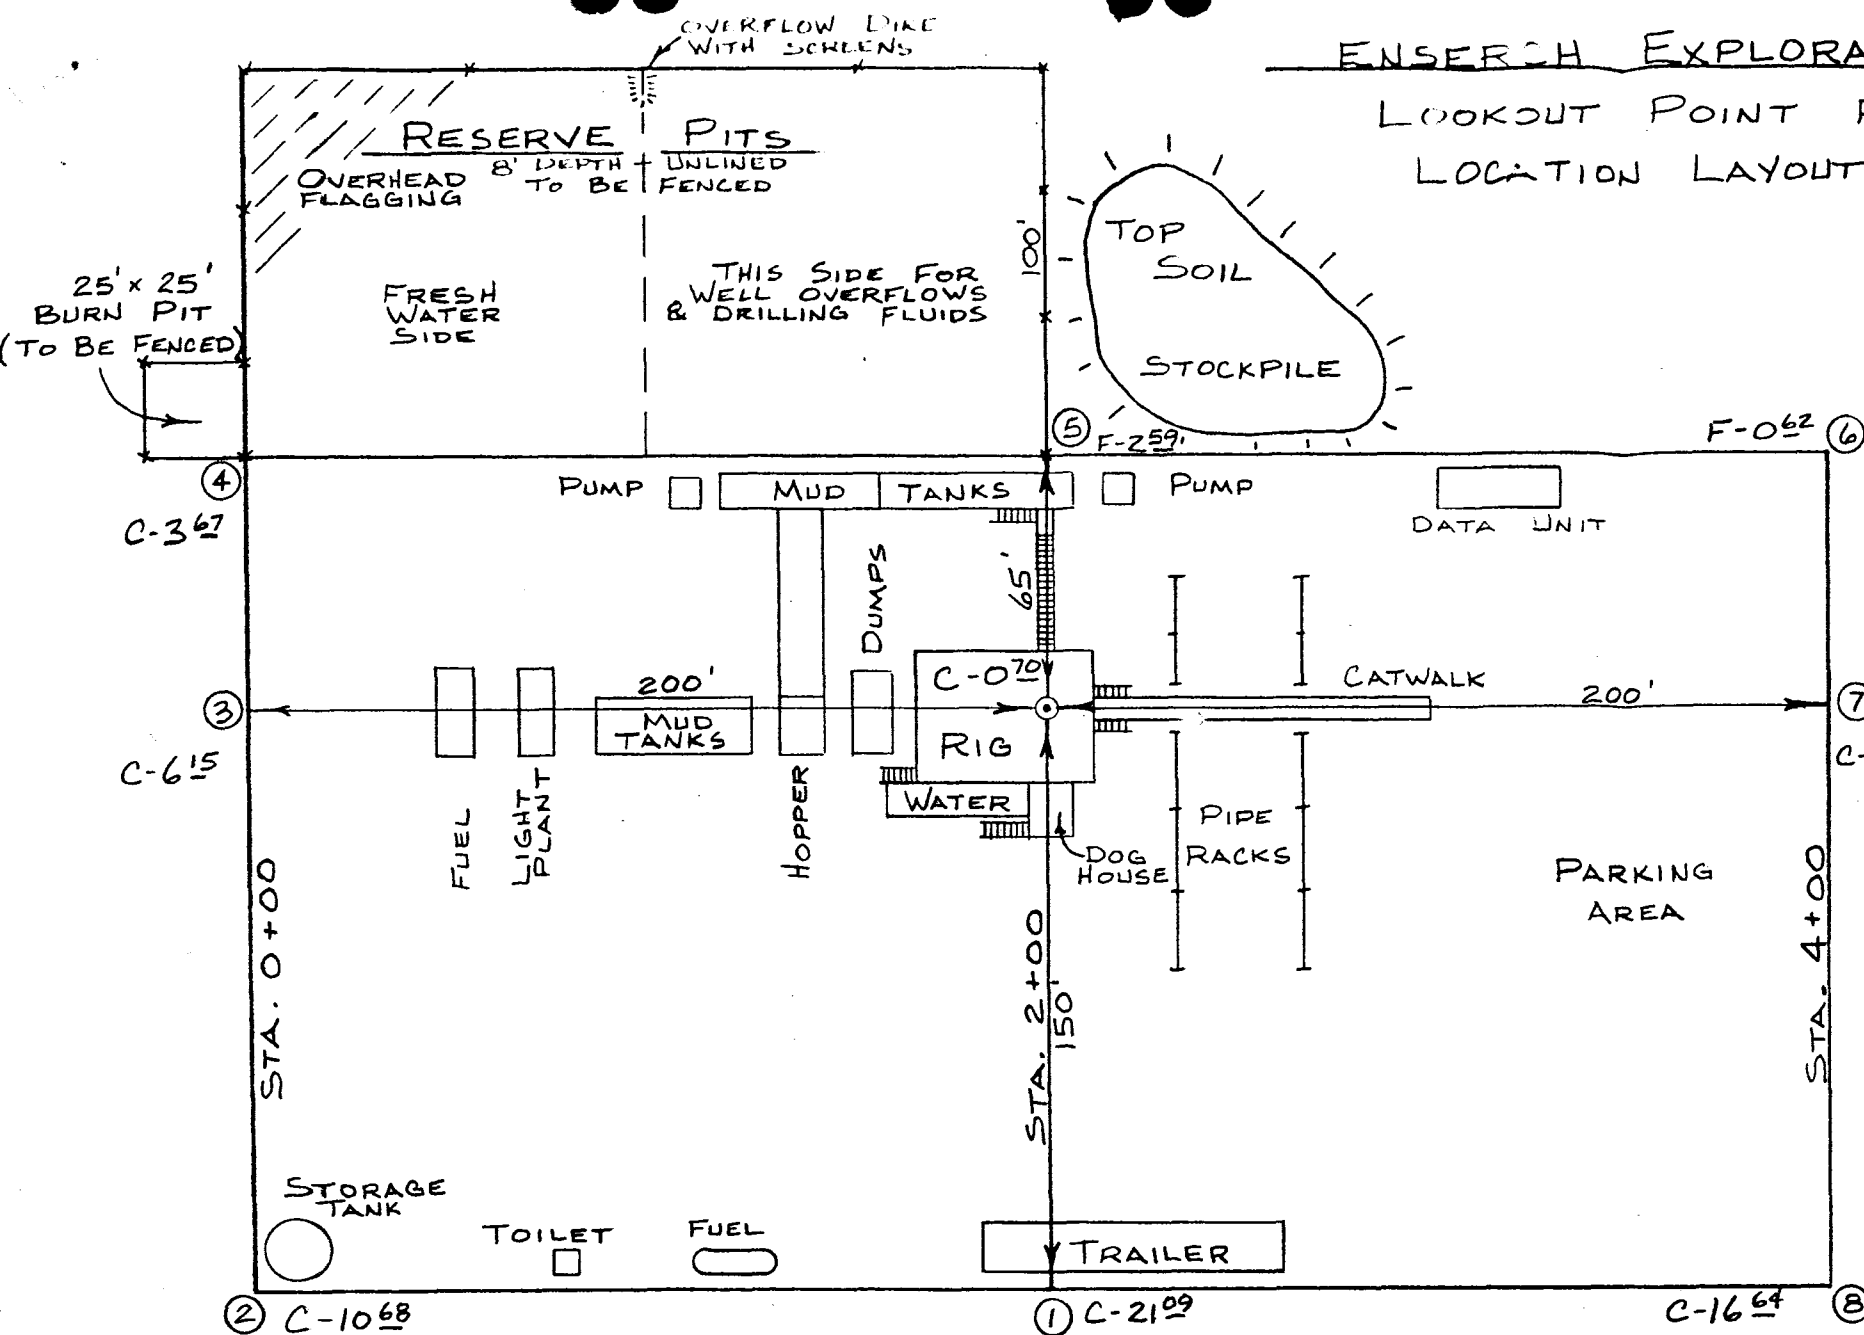 OVERFLOW DIKE
WITH SCREENS
ENSERCH EXPLORA
LOOKOUT POINT
LOCATION LAYOUT
RESERVE PITS
8' DEPTH - UNLINED
TO BE FENCED
OVERHEAD
FLAGGING
25' x 25'
BURN PIT
(TO BE FENCED)
FRESH
WATER
SIDE
THIS SIDE FOR
WELL OVERFLOWS
& DRILLING FLUIDS
100'
TOP
SOIL
STOCKPILE
4
C-3 67
5
F-2 59'
F-0 62
6
PUMP
MUD TANKS
PUMP
DATA UNIT
65'
DUMPS
3
C-6 15
200'
MUD
TANKS
C-0 70
RIG
CATWALK
200'
7
C-
FUEL
LIGHT
PLANT
HOPPER
WATER
DOG
HOUSE
PIPE
RACKS
PARKING
AREA
STA. 0+00
STA. 2+00
150'
STA. 4+00
STORAGE
TANK
TOILET
FUEL
TRAILER
2 C-10 68
1 C-21 09
C-16 64 8